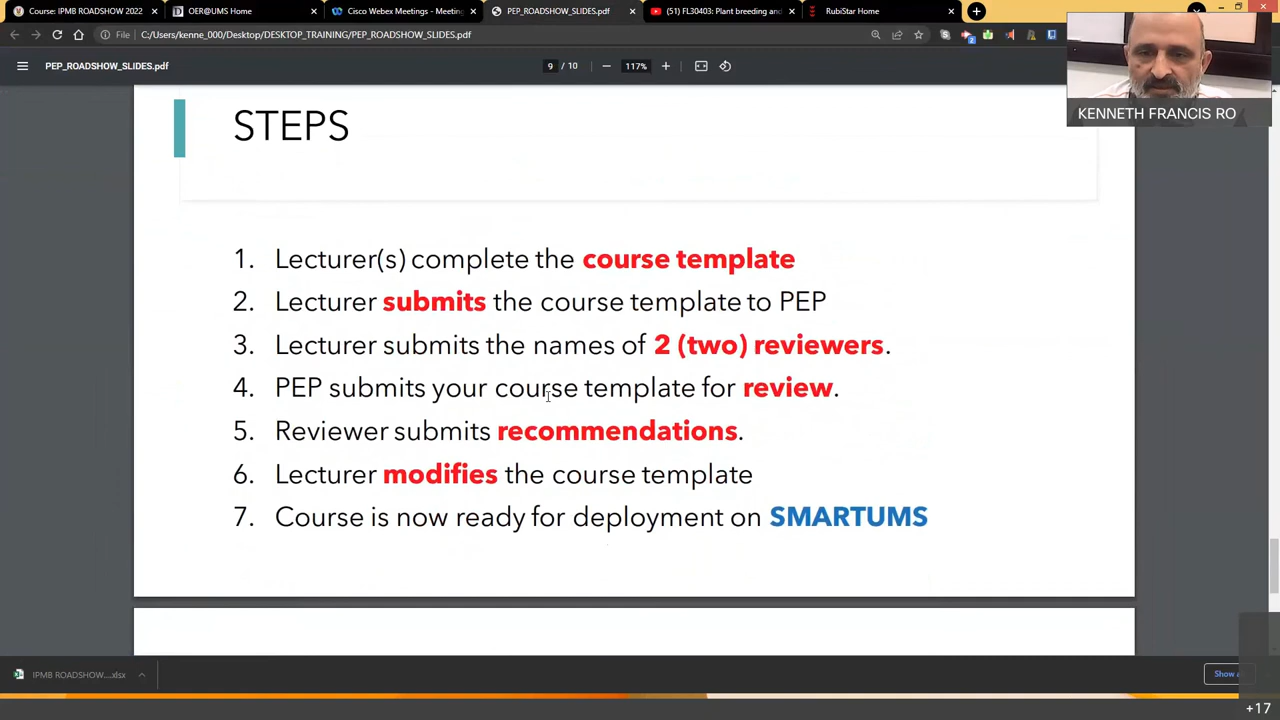 Course: IPMB ROADSHOW 2022
OER@UMS Home
Cisco Webex Meetings - Meeting
PEP_ROADSHOW_SLIDES.pdf
(51) FL30403: Plant breeding and
RubiStar Home
File
C:/Users/kenne_000/Desktop/DESKTOP_TRAINING/PEP_ROADSHOW_SLIDES.pdf
PEP_ROADSHOW_SLIDES.pdf
9 / 10
117%
KENNETH FRANCIS RO
STEPS
1. Lecturer(s) complete the course template
2. Lecturer submits the course template to PEP
3. Lecturer submits the names of 2 (two) reviewers.
4. PEP submits your course template for review.
5. Reviewer submits recommendations.
6. Lecturer modifies the course template
7. Course is now ready for deployment on SMARTUMS
IPMB ROADSHOW....xlsx
Show
+17